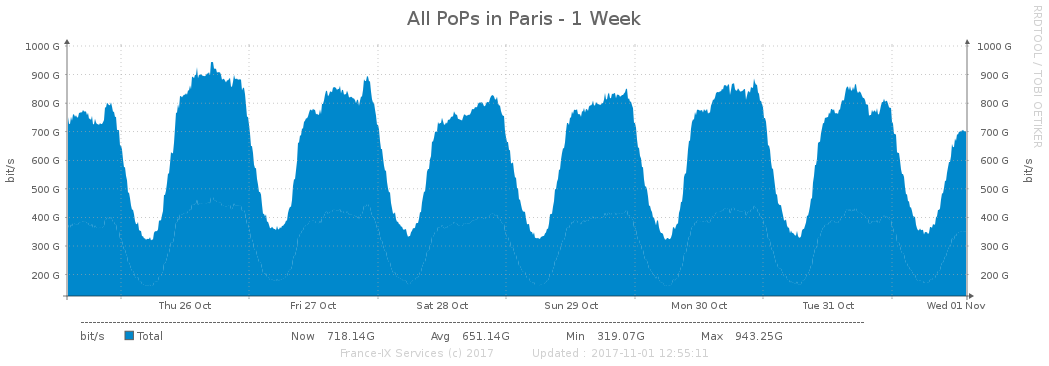 All PoPs in Paris - 1 Week
RRDTOOL / TOBI OETIKER
1000 G 1000 G
900 G 900 G
800 G 800 G
700 G 700 G
600 G 600 G
500 G 500 G
400 G 400 G
300 G 300 G
200 G 200 G
bit/s bit/s
Thu 26 Oct Fri 27 Oct Sat 28 Oct Sun 29 Oct Mon 30 Oct Tue 31 Oct Wed 01 Nov
bit/s Total Now 718.14G Avg 651.14G Min 319.07G Max 943.25G
France-IX Services (c) 2017 Updated : 2017-11-01 12:55:11